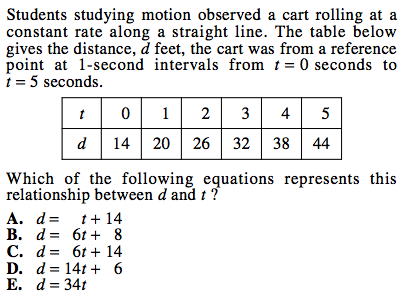 Students studying motion observed a cart rolling at a
constant rate along a straight line. The table below
gives the distance, d feet, the cart was from a reference
point at 1-second intervals from t = 0 seconds to
t = 5 seconds.
t 0 1 2 3 4 5
d 14 20 26 32 38 44
Which of the following equations represents this
relationship between d and t ?
A. d = t + 14
B. d = 6t + 8
C. d = 6t + 14
D. d = 14t + 6
E. d = 34t